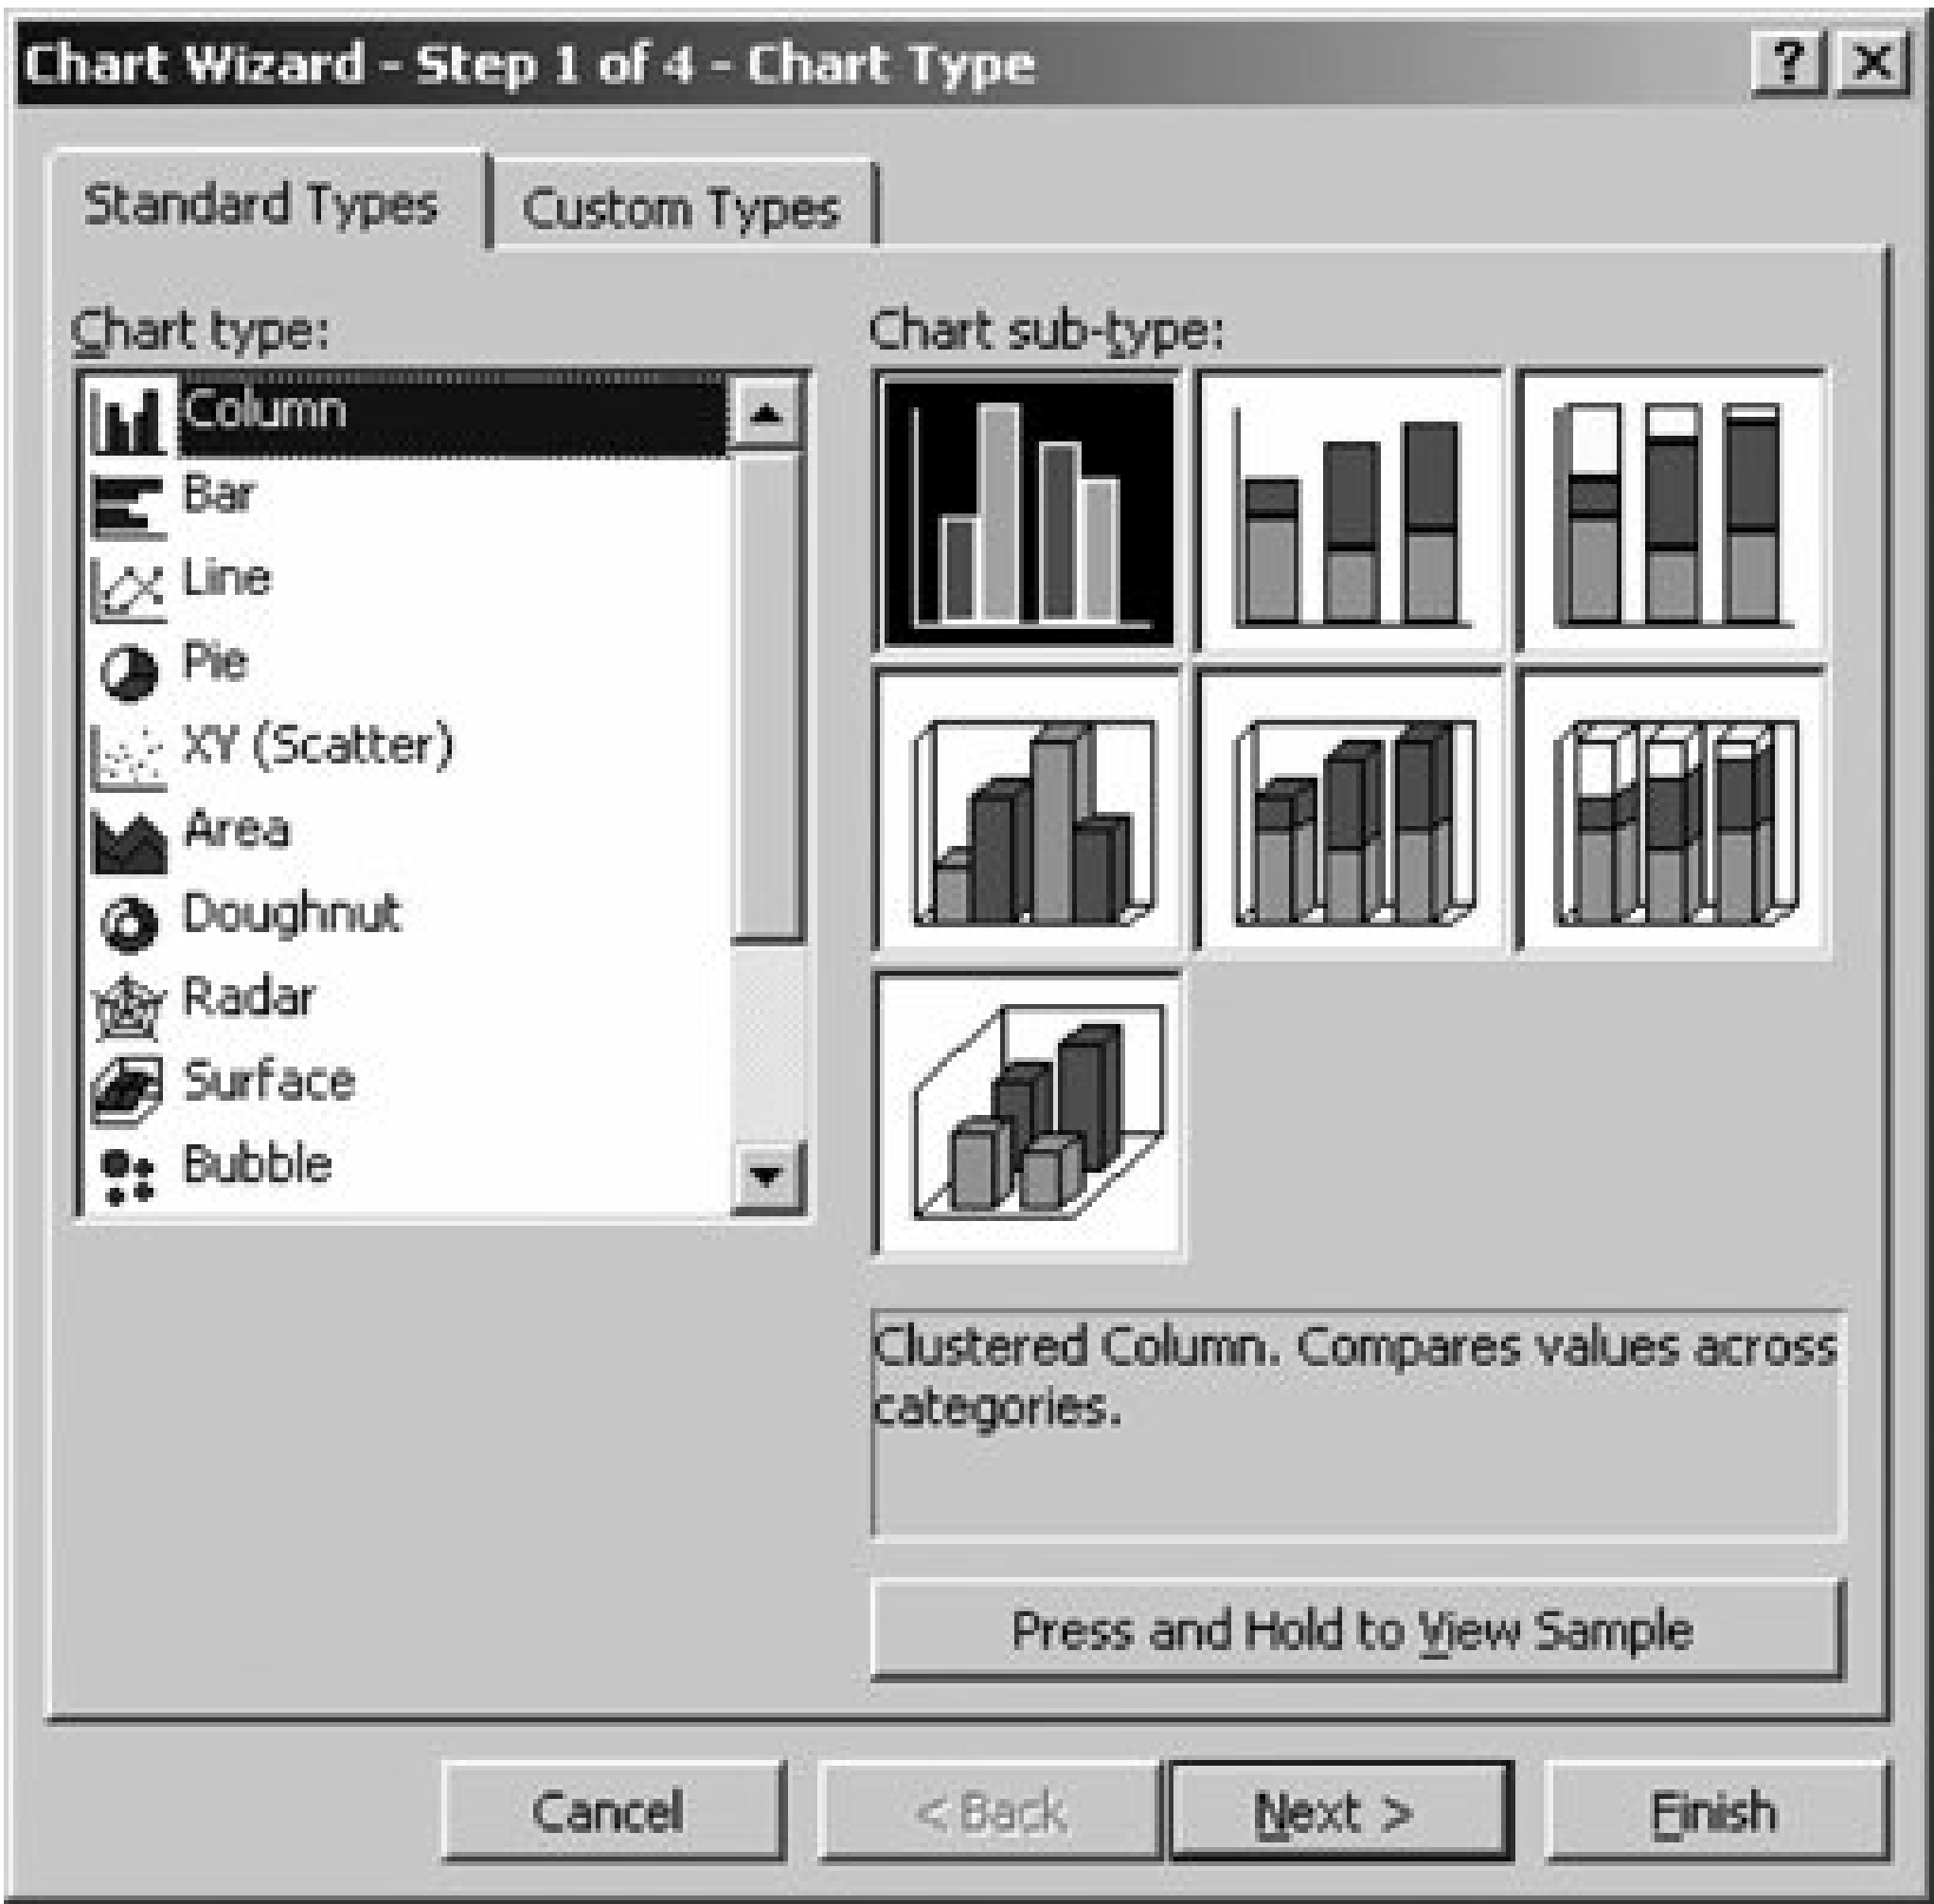 Chart Wizard - Step 1 of 4 - Chart Type
Standard Types
Custom Types
Chart type:
Column
Bar
Line
Pie
XY (Scatter)
Area
Doughnut
Radar
Surface
Bubble
Chart sub-type:
Clustered Column. Compares values across
categories.
Press and Hold to View Sample
Cancel
< Back
Next >
Finish